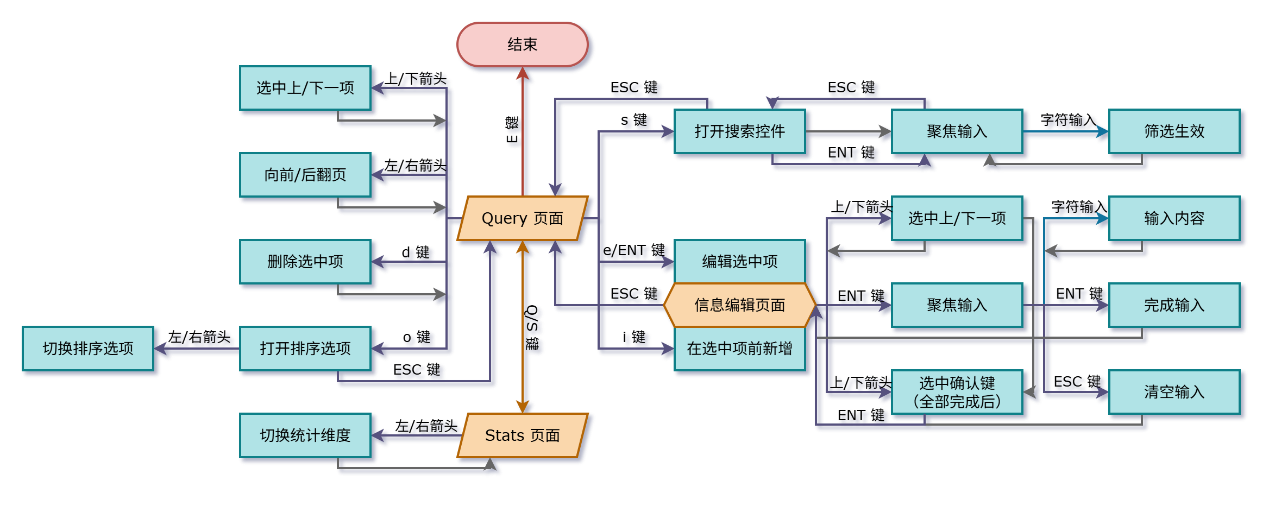 结束
选中上/下一项
上/下箭头
E 键
向前/后翻页
左/右箭头
Query 页面
删除选中项
d 键
切换排序选项
左/右箭头
打开排序选项
o 键
ESC 键
Q/S 键
切换统计维度
左/右箭头
Stats 页面
ESC 键
s 键
打开搜索控件
ESC 键
ENT 键
聚焦输入
字符输入
筛选生效
e/ENT 键
编辑选中项
ESC 键
信息编辑页面
i 键
在选中项前新增
上/下箭头
选中上/下一项
字符输入
输入内容
ENT 键
聚焦输入
ENT 键
完成输入
上/下箭头
选中确认键
（全部完成后）
ENT 键
ESC 键
清空输入